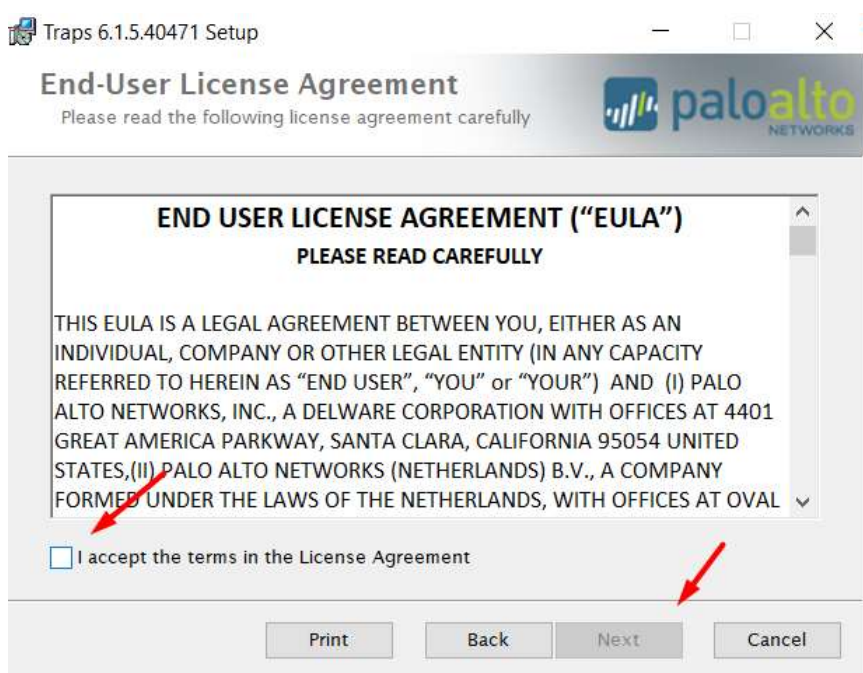 Traps 6.1.5.40471 Setup
End-User License Agreement
Please read the following license agreement carefully
paloalto
NETWORKS
END USER LICENSE AGREEMENT (“EULA”)
PLEASE READ CAREFULLY
THIS EULA IS A LEGAL AGREEMENT BETWEEN YOU, EITHER AS AN
INDIVIDUAL, COMPANY OR OTHER LEGAL ENTITY (IN ANY CAPACITY
REFERRED TO HEREIN AS “END USER”, “YOU” or “YOUR”) AND (I) PALO
ALTO NETWORKS, INC., A DELWARE CORPORATION WITH OFFICES AT 4401
GREAT AMERICA PARKWAY, SANTA CLARA, CALIFORNIA 95054 UNITED
STATES,(II) PALO ALTO NETWORKS (NETHERLANDS) B.V., A COMPANY
FORMED UNDER THE LAWS OF THE NETHERLANDS, WITH OFFICES AT OVAL
I accept the terms in the License Agreement
Print Back Next Cancel